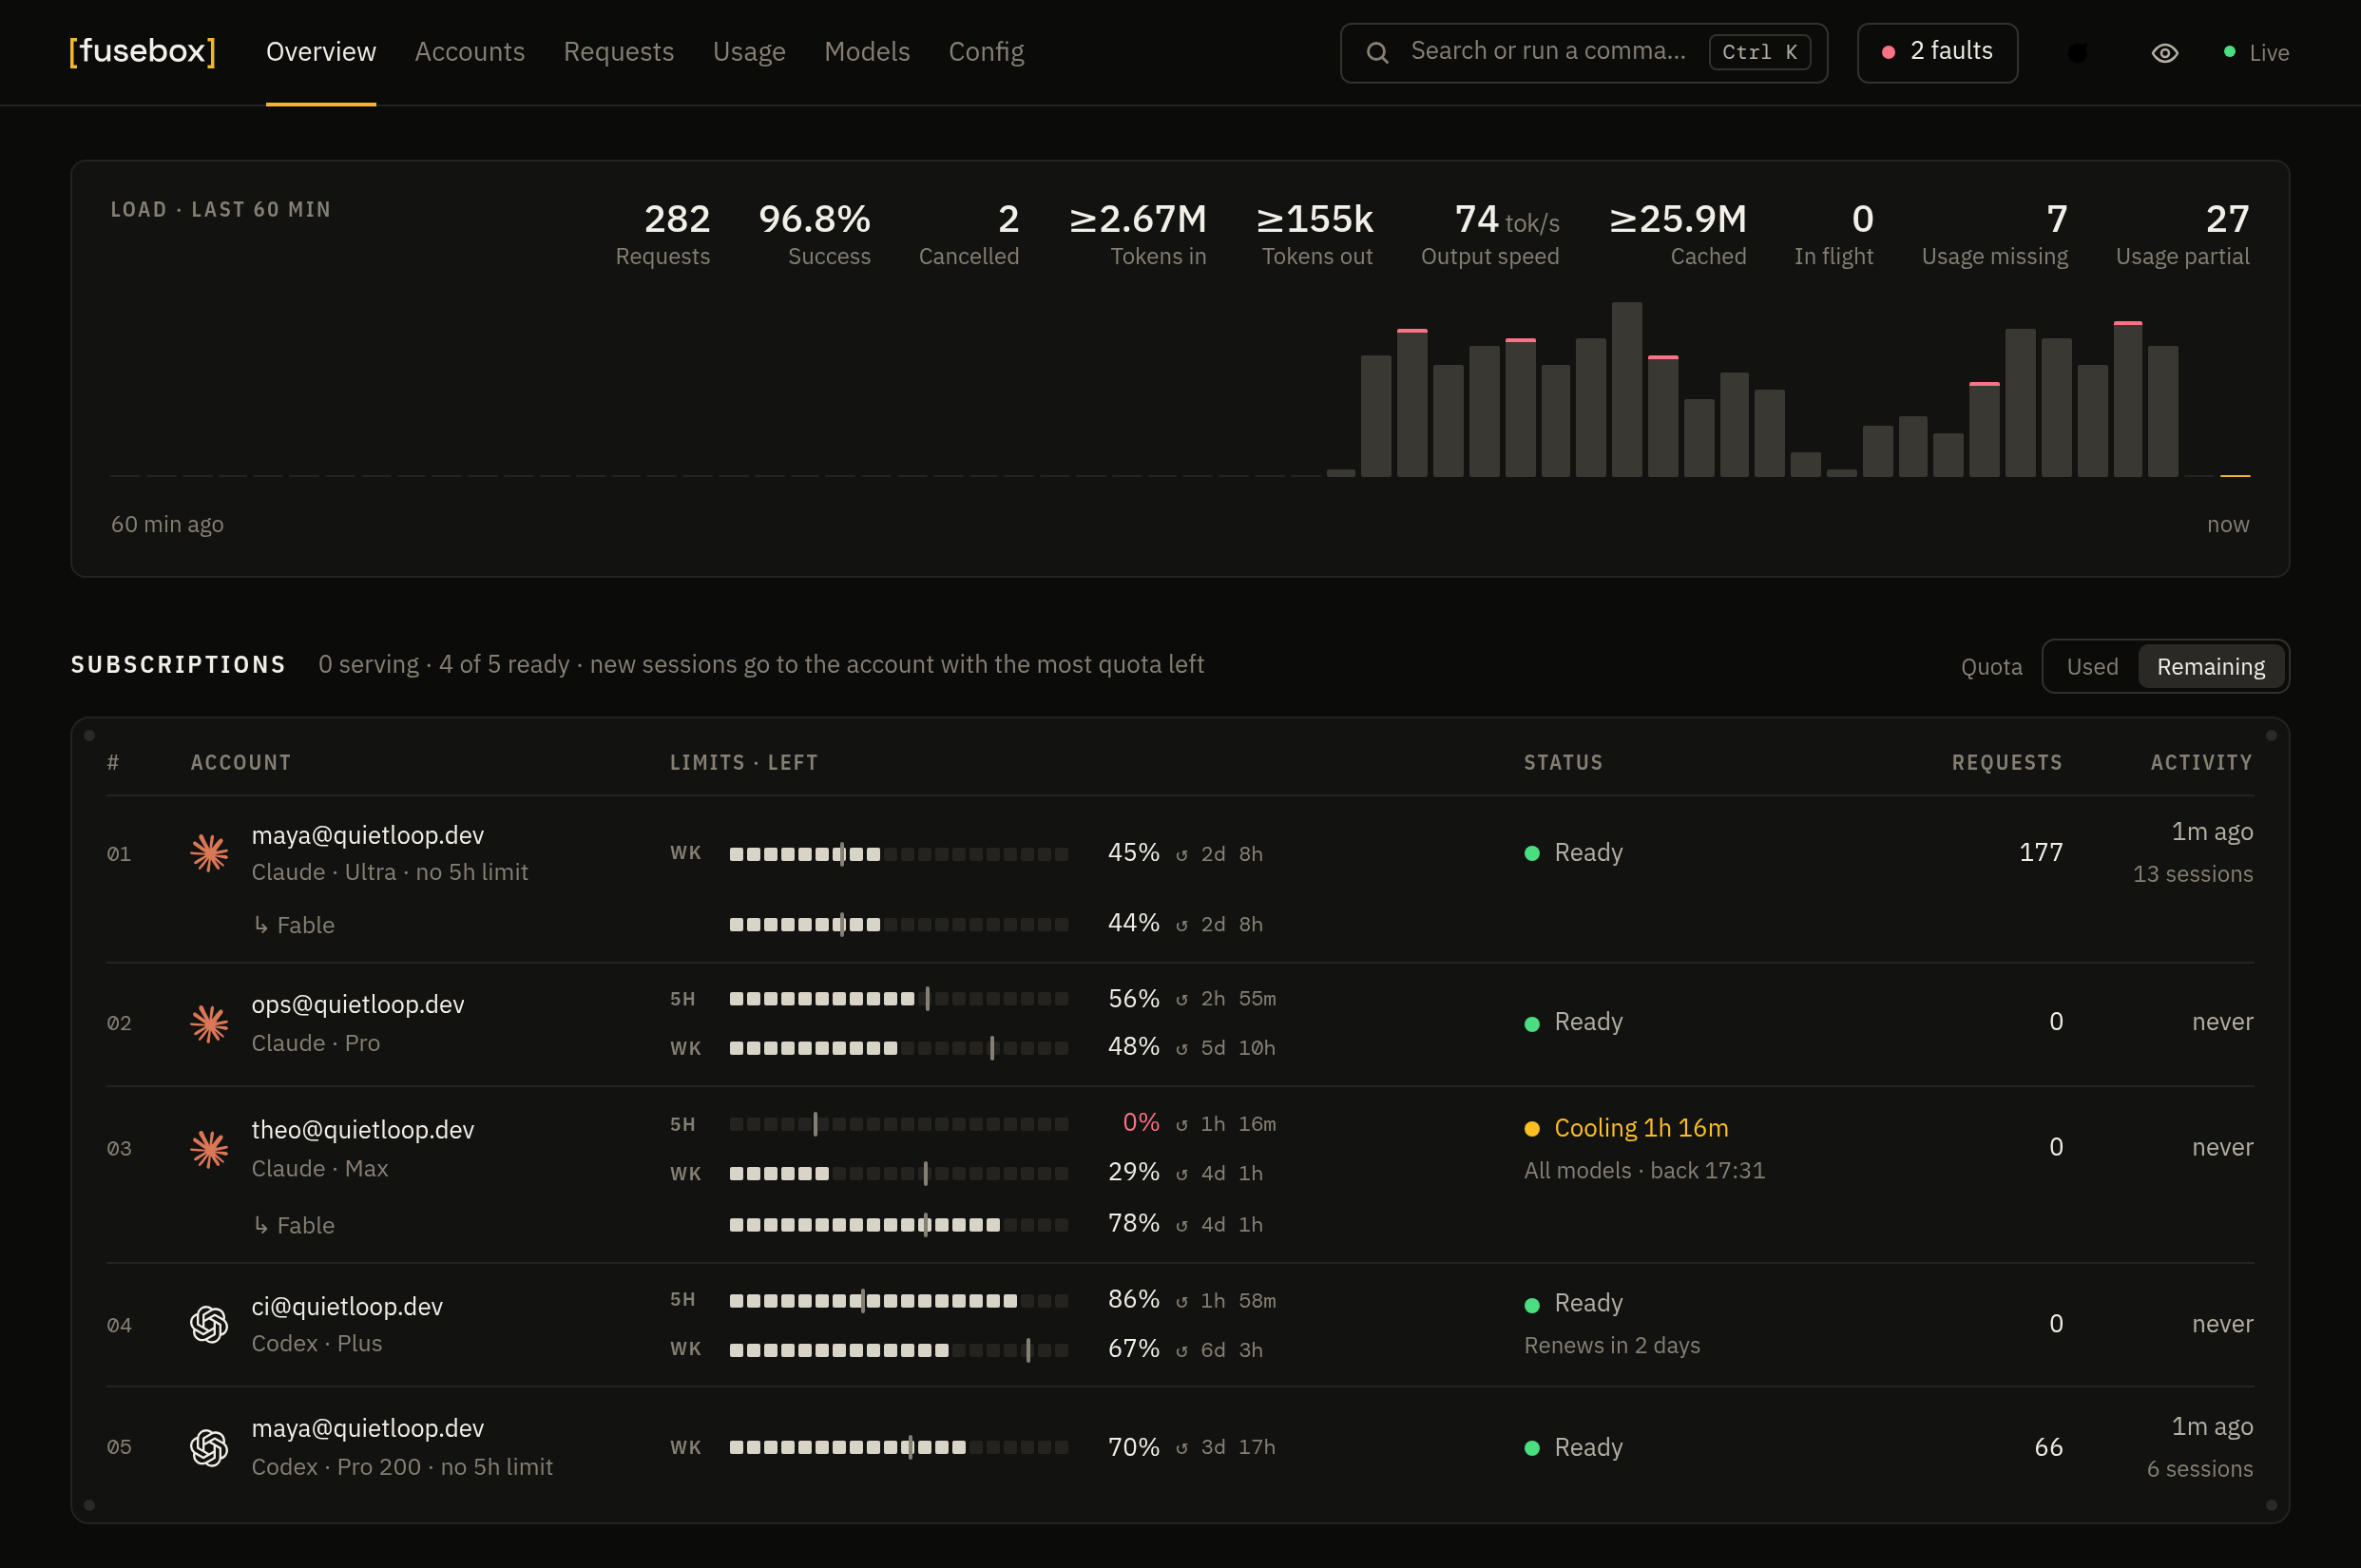 [fusebox] Overview Accounts Requests Usage Models Config Search or run a comma... Ctrl K 2 faults Live
LOAD · LAST 60 MIN
282 96.8% 2 ≥2.67M ≥155k 74 tok/s ≥25.9M 0 7 27
Requests Success Cancelled Tokens in Tokens out Output speed Cached In flight Usage missing Usage partial
60 min ago now
SUBSCRIPTIONS 0 serving · 4 of 5 ready · new sessions go to the account with the most quota left Quota Used Remaining
# ACCOUNT LIMITS · LEFT STATUS REQUESTS ACTIVITY
01 maya@quietloop.dev WK 45% ↺ 2d 8h Ready 177 1m ago
Claude · Ultra · no 5h limit 13 sessions
↳ Fable 44% ↺ 2d 8h
02 ops@quietloop.dev 5H 56% ↺ 2h 55m Ready 0 never
Claude · Pro WK 48% ↺ 5d 10h
03 theo@quietloop.dev 5H 0% ↺ 1h 16m Cooling 1h 16m 0 never
Claude · Max WK 29% ↺ 4d 1h All models · back 17:31
↳ Fable 78% ↺ 4d 1h
04 ci@quietloop.dev 5H 86% ↺ 1h 58m Ready 0 never
Codex · Plus WK 67% ↺ 6d 3h Renews in 2 days
05 maya@quietloop.dev WK 70% ↺ 3d 17h Ready 66 1m ago
Codex · Pro 200 · no 5h limit 6 sessions